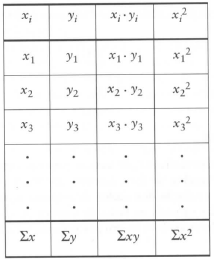 xᵢ yᵢ xᵢ · yᵢ xᵢ²
x₁ y₁ x₁ · y₁ x₁²
x₂ y₂ x₂ · y₂ x₂²
x₃ y₃ x₃ · y₃ x₃²
. . . .
. . . .
. . . .
Σx Σy Σxy Σx²